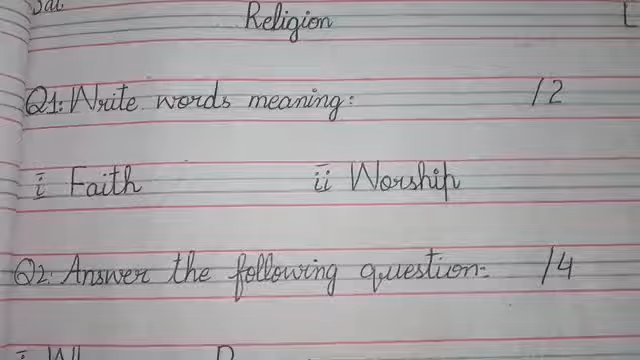 Religion
Q1: Write words meaning: /2
i Faith ii Worship
Q2: Answer the following question:- /4